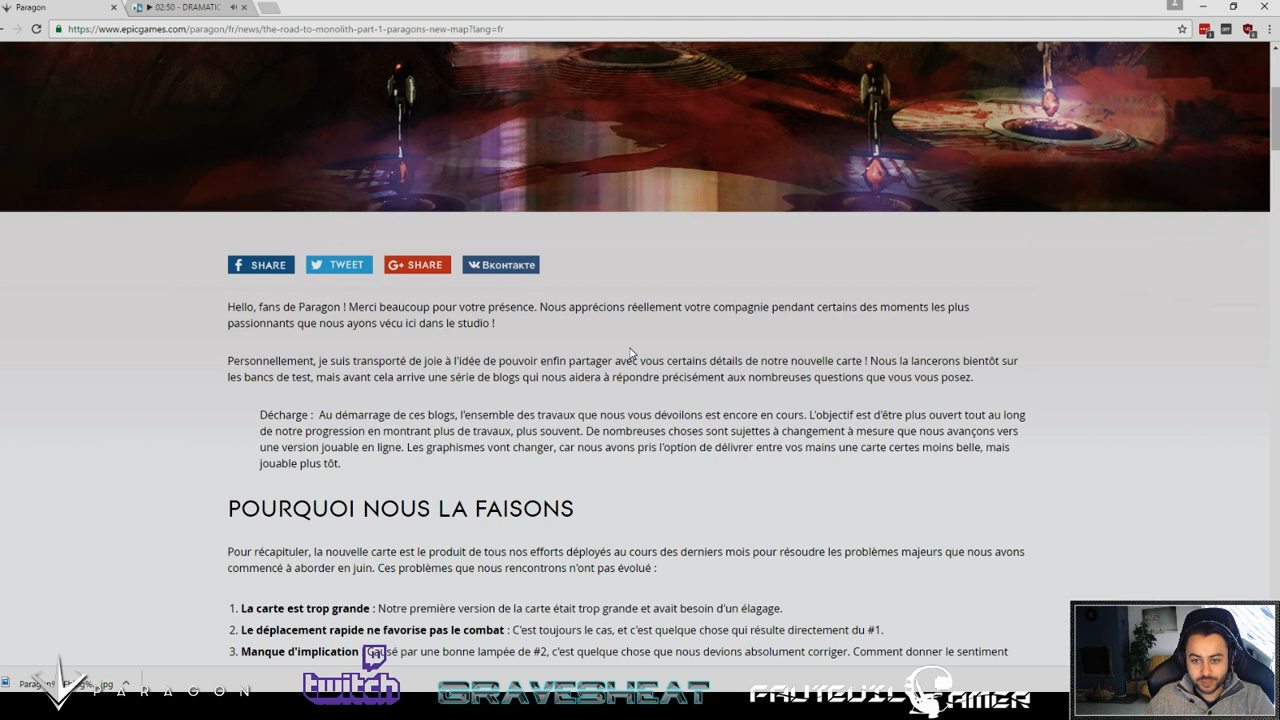 Paragon
02:50 - DRAMATIC
https://www.epicgames.com/paragon/fr/news/the-road-to-monolith-part-1-paragons-new-map?lang=fr
SHARE TWEET G+ SHARE Вконтакте
Hello, fans de Paragon ! Merci beaucoup pour votre présence. Nous apprécions réellement votre compagnie pendant certains des moments les plus
passionnants que nous ayons vécu ici dans le studio !
Personnellement, je suis transporté de joie à l'idée de pouvoir enfin partager avec vous certains détails de notre nouvelle carte ! Nous la lancerons bientôt sur
les bancs de test, mais avant cela arrive une série de blogs qui nous aidera à répondre précisément aux nombreuses questions que vous vous posez.
Décharge : Au démarrage de ces blogs, l'ensemble des travaux que nous vous dévoilons est encore en cours. L'objectif est d'être plus ouvert tout au long
de notre progression en montrant plus de travaux, plus souvent. De nombreuses choses sont sujettes à changement à mesure que nous avançons vers
une version jouable en ligne. Les graphismes vont changer, car nous avons pris l'option de délivrer entre vos mains une carte certes moins belle, mais
jouable plus tôt.
POURQUOI NOUS LA FAISONS
Pour récapituler, la nouvelle carte est le produit de tous nos efforts déployés au cours des derniers mois pour résoudre les problèmes majeurs que nous avons
commencé à aborder en juin. Ces problèmes que nous rencontrons n'ont pas évolué :
1. La carte est trop grande : Notre première version de la carte était trop grande et avait besoin d'un élagage.
2. Le déplacement rapide ne favorise pas le combat : C'est toujours le cas, et c'est quelque chose qui résulte directement du #1.
3. Manque d'implication : Causé par une bonne lampée de #2, c'est quelque chose que nous devions absolument corriger. Comment donner le sentiment
PARAGON twitch GRAVESHEAT FAUTEUIL GAMER